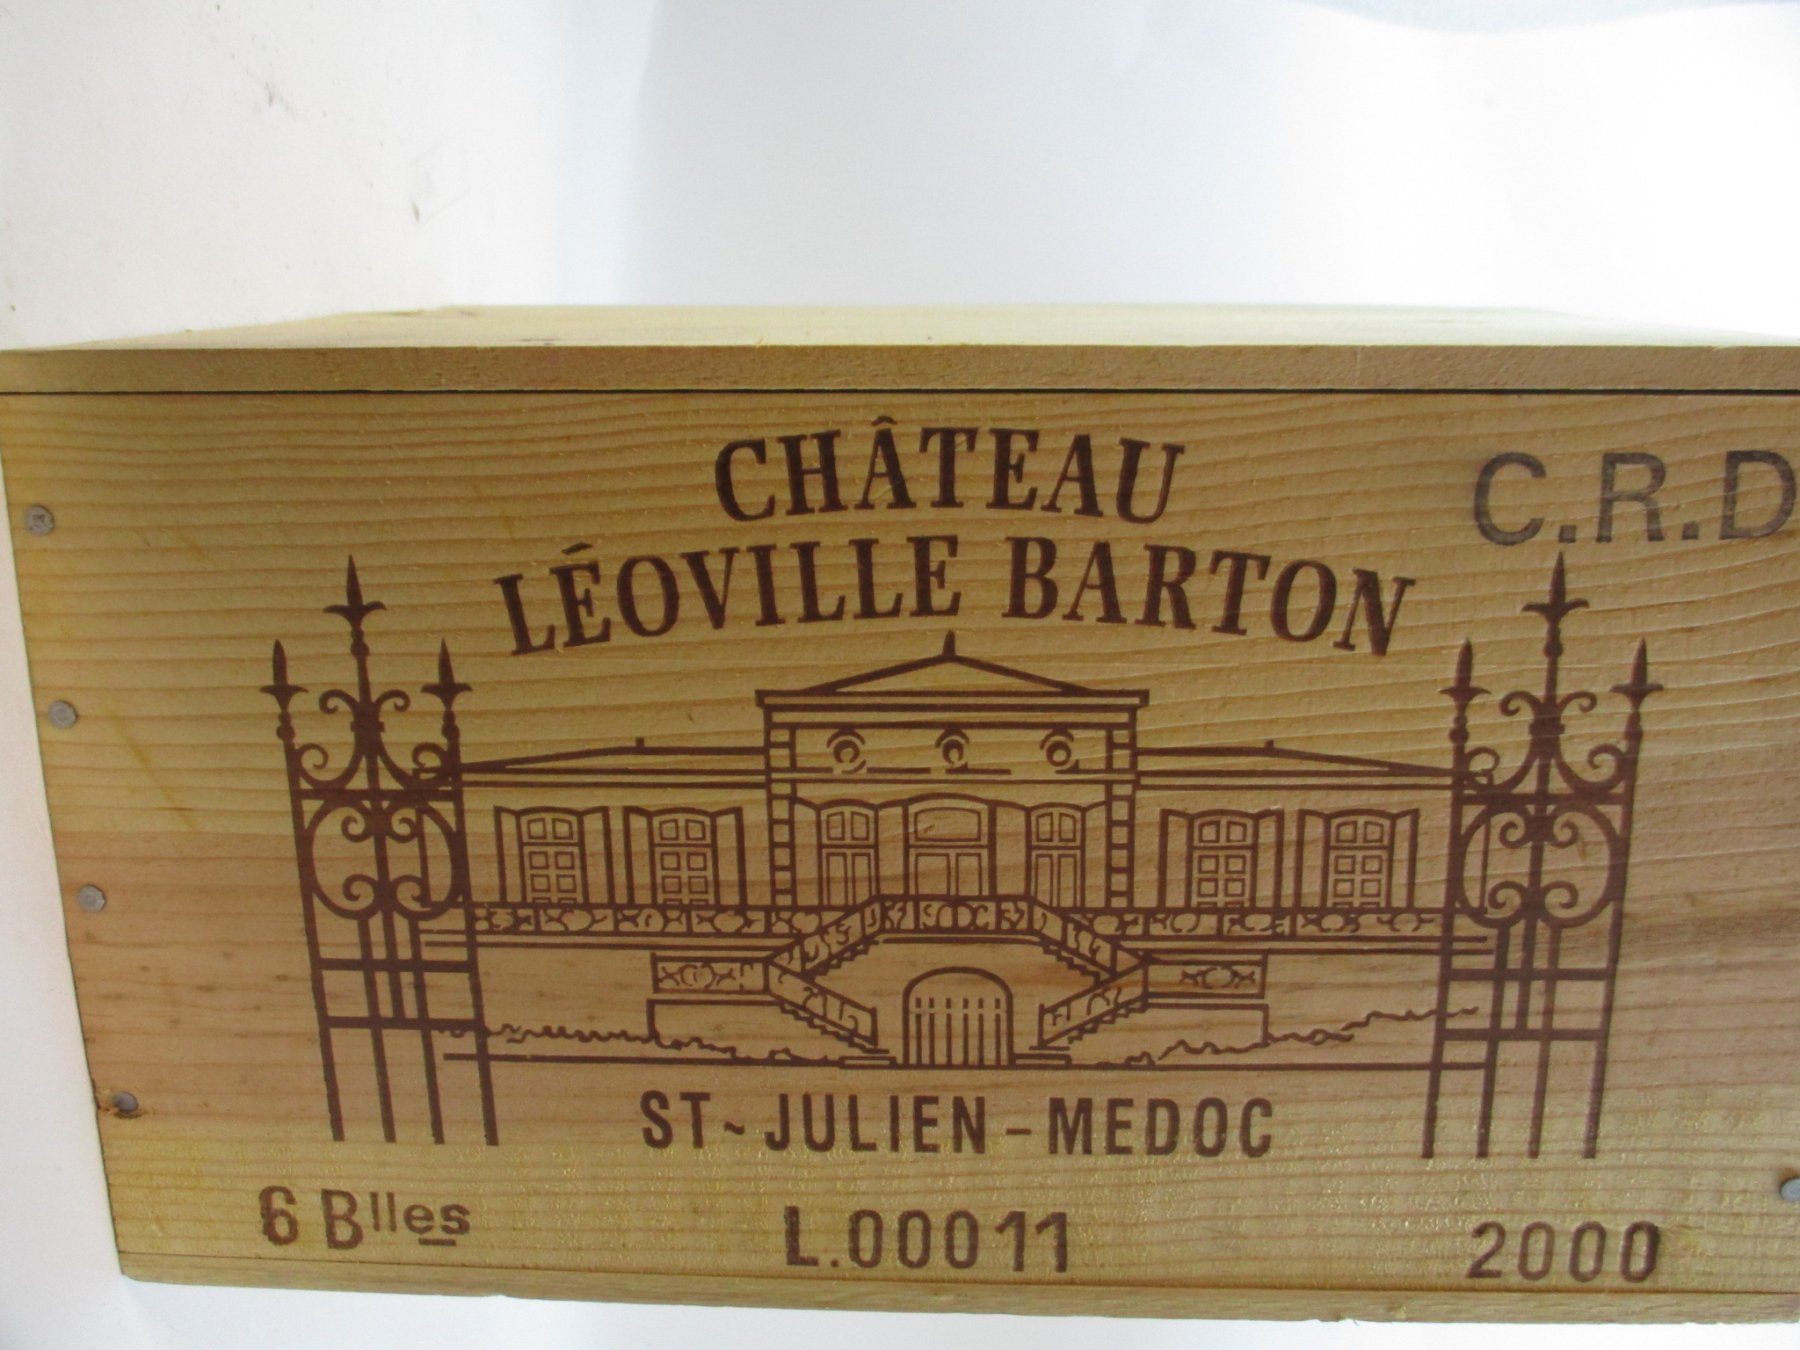 CHÂTEAU
LÉOVILLE BARTON
C.R.D
ST-JULIEN-MEDOC
6 Blles
L.00011
2000